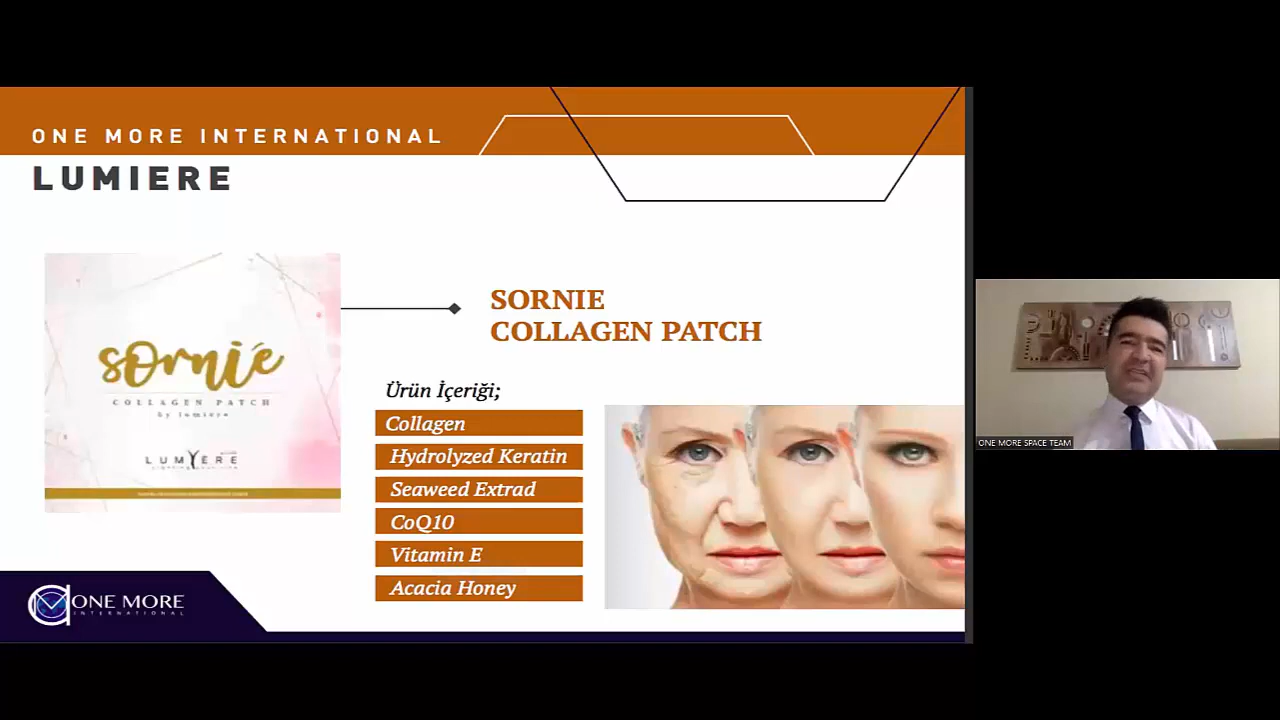 ONE MORE INTERNATIONAL
LUMIERE
sornié
COLLAGEN PATCH
by lumiere
LUMYERE
SORNIE
COLLAGEN PATCH
Ürün İçeriği;
Collagen
Hydrolyzed Keratin
Seaweed Extrad
CoQ10
Vitamin E
Acacia Honey
ONE MORE
INTERNATIONAL
ONE MORE SPACE TEAM